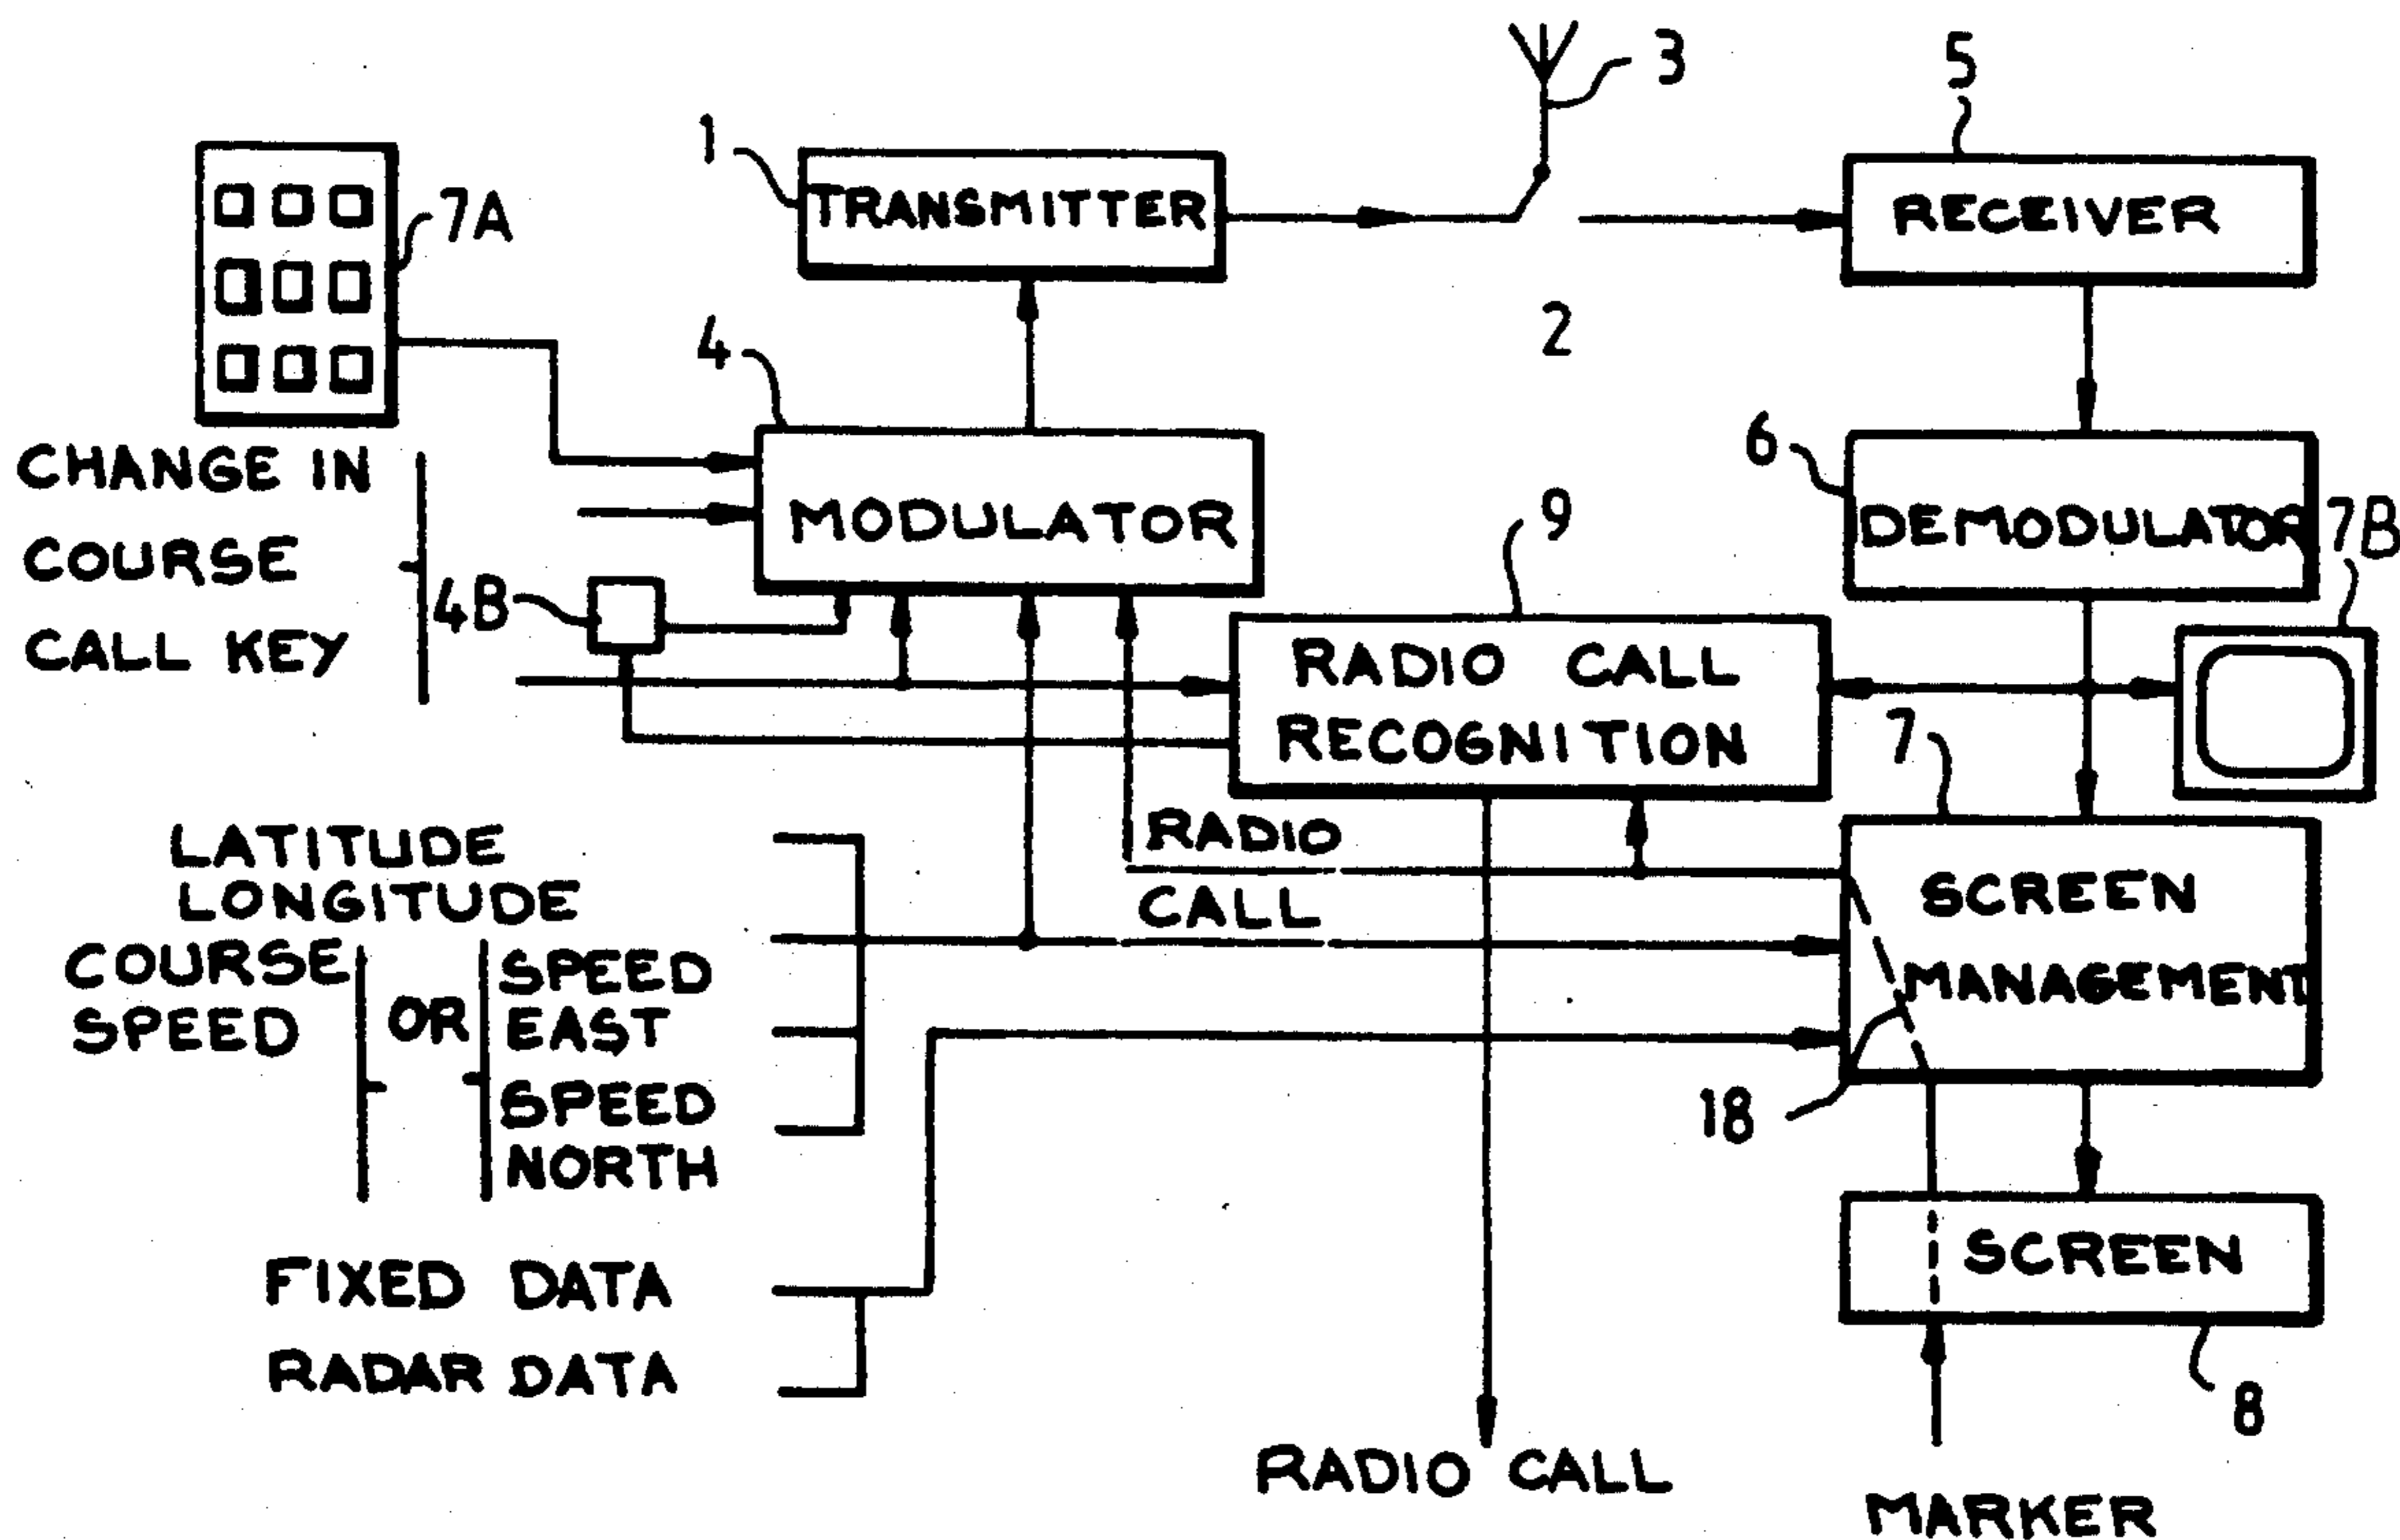 3
5
1
TRANSMITTER
RECEIVER
7A
2
4
CHANGE IN
COURSE
CALL KEY
MODULATOR
4B
6
DEMODULATOR
7B
9
RADIO CALL
RECOGNITION
7
LATITUDE
LONGITUDE
COURSE
SPEED
OR
SPEED
EAST
SPEED
NORTH
RADIO
CALL
SCREEN
MANAGEMENT
18
FIXED DATA
RADAR DATA
SCREEN
8
RADIO CALL
MARKER